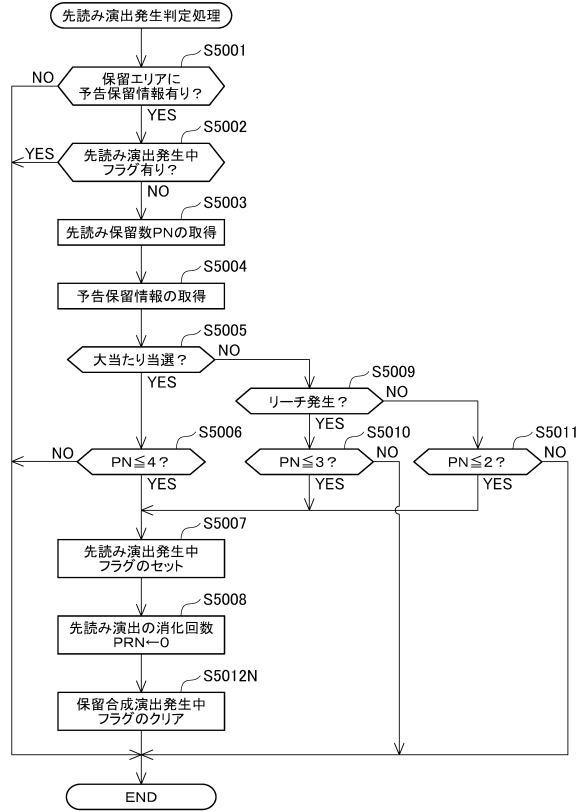 先読み演出発生判定処理
S5001
保留エリアに
予告保留情報有り？
NO
YES
S5002
先読み演出発生中
フラグ有り？
YES
NO
S5003
先読み保留数PNの取得
S5004
予告保留情報の取得
S5005
大当たり当選？
NO
YES
S5009
リーチ発生？
NO
YES
S5006
PN≦4？
NO
YES
S5010
PN≦3？
NO
YES
S5011
PN≦2？
NO
YES
S5007
先読み演出発生中
フラグのセット
S5008
先読み演出の消化回数
PRN←0
S5012N
保留合成演出発生中
フラグのクリア
END